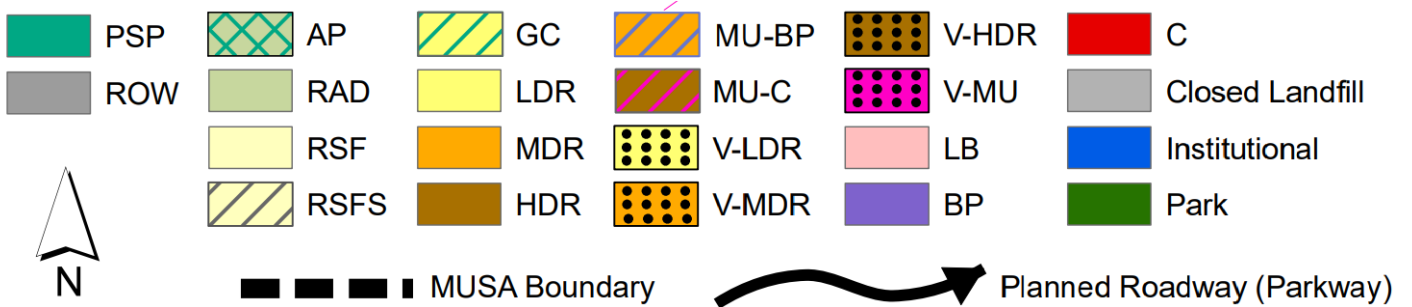 PSP AP GC MU-BP V-HDR C
ROW RAD LDR MU-C V-MU Closed Landfill
RSF MDR V-LDR LB Institutional
RSFS HDR V-MDR BP Park
N MUSA Boundary Planned Roadway (Parkway)